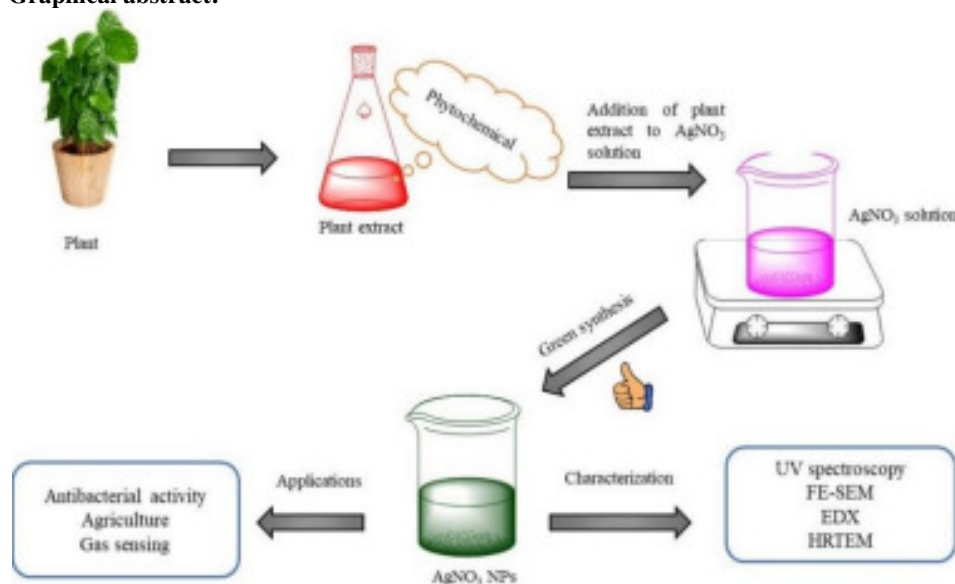 Graphical abstract:
Plant
Plant extract
Phytochemical
Addition of plant
extract to AgNO₃
solution
AgNO₃ solution
Green synthesis
AgNO₃ NPs
Applications
Antibacterial activity
Agriculture
Gas sensing
Characterization
UV spectroscopy
FE-SEM
EDX
HRTEM